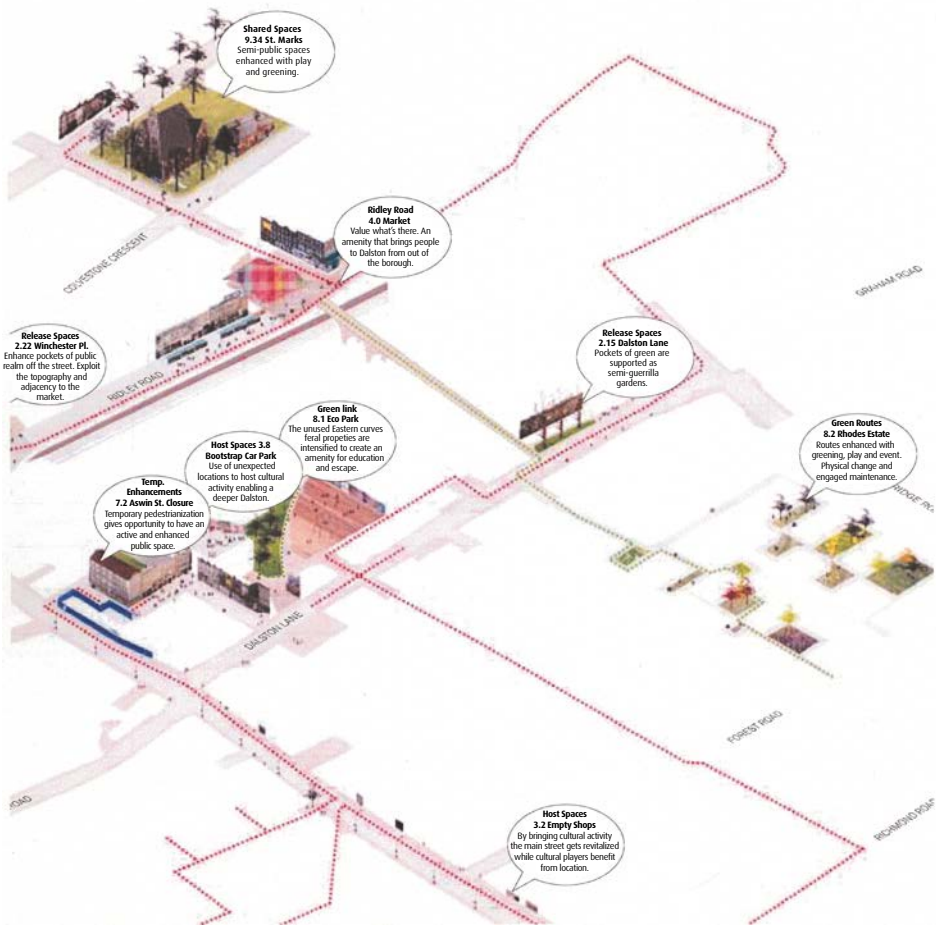 Shared Spaces
9.34 St. Marks
Semi-public spaces
enhanced with play
and greening.
Ridley Road
4.0 Market
Value what's there. An
amenity that brings people
to Dalston from out of
the borough.
COLVESTONE CRESCENT
GRAHAM ROAD
Release Spaces
2.22 Winchester Pl.
Enhance pockets of public
realm off the street. Exploit
the topography and
adjacency to the
market.
RIDLEY ROAD
Release Spaces
2.15 Dalston Lane
Pockets of green are
supported as
semi-guerrilla
gardens.
Green link
8.1 Eco Park
The unused Eastern curves
feral propeties are
intensified to create an
amenity for education
and escape.
Host Spaces 3.8
Bootstrap Car Park
Use of unexpected
locations to host cultural
activity enabling a
deeper Dalston.
Green Routes
8.2 Rhodes Estate
Routes enhanced with
greening, play and event.
Physical change and
engaged maintenance.
Temp.
Enhancements
7.2 Aswin St. Closure
Temporary pedestrianization
gives opportunity to have an
active and enhanced
public space.
DALSTON LANE
FOREST ROAD
ROAD
RICHMOND ROAD
Host Spaces
3.2 Empty Shops
By bringing cultural activity
the main street gets revitalized
while cultural players benefit
from location.